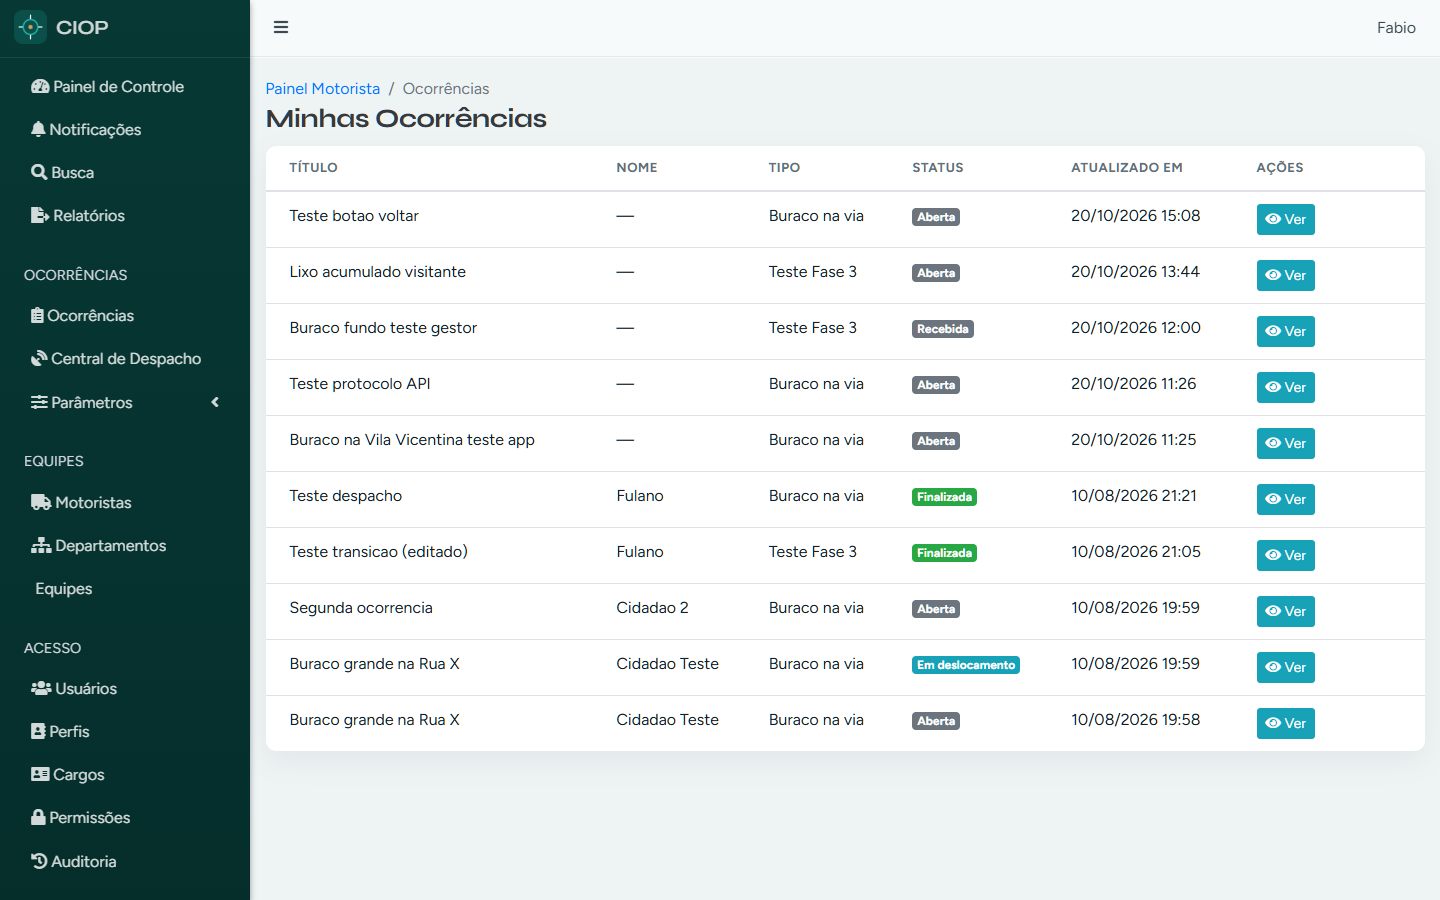 CIOP
Fabio
Painel de Controle
Notificações
Busca
Relatórios
OCORRÊNCIAS
Ocorrências
Central de Despacho
Parâmetros
EQUIPES
Motoristas
Departamentos
Equipes
ACESSO
Usuários
Perfis
Cargos
Permissões
Auditoria
Painel Motorista / Ocorrências
Minhas Ocorrências
TÍTULO NOME TIPO STATUS ATUALIZADO EM AÇÕES
Teste botao voltar — Buraco na via Aberta 20/10/2026 15:08 Ver
Lixo acumulado visitante — Teste Fase 3 Aberta 20/10/2026 13:44 Ver
Buraco fundo teste gestor — Teste Fase 3 Recebida 20/10/2026 12:00 Ver
Teste protocolo API — Buraco na via Aberta 20/10/2026 11:26 Ver
Buraco na Vila Vicentina teste app — Buraco na via Aberta 20/10/2026 11:25 Ver
Teste despacho Fulano Buraco na via Finalizada 10/08/2026 21:21 Ver
Teste transicao (editado) Fulano Teste Fase 3 Finalizada 10/08/2026 21:05 Ver
Segunda ocorrencia Cidadao 2 Buraco na via Aberta 10/08/2026 19:59 Ver
Buraco grande na Rua X Cidadao Teste Buraco na via Em deslocamento 10/08/2026 19:59 Ver
Buraco grande na Rua X Cidadao Teste Buraco na via Aberta 10/08/2026 19:58 Ver